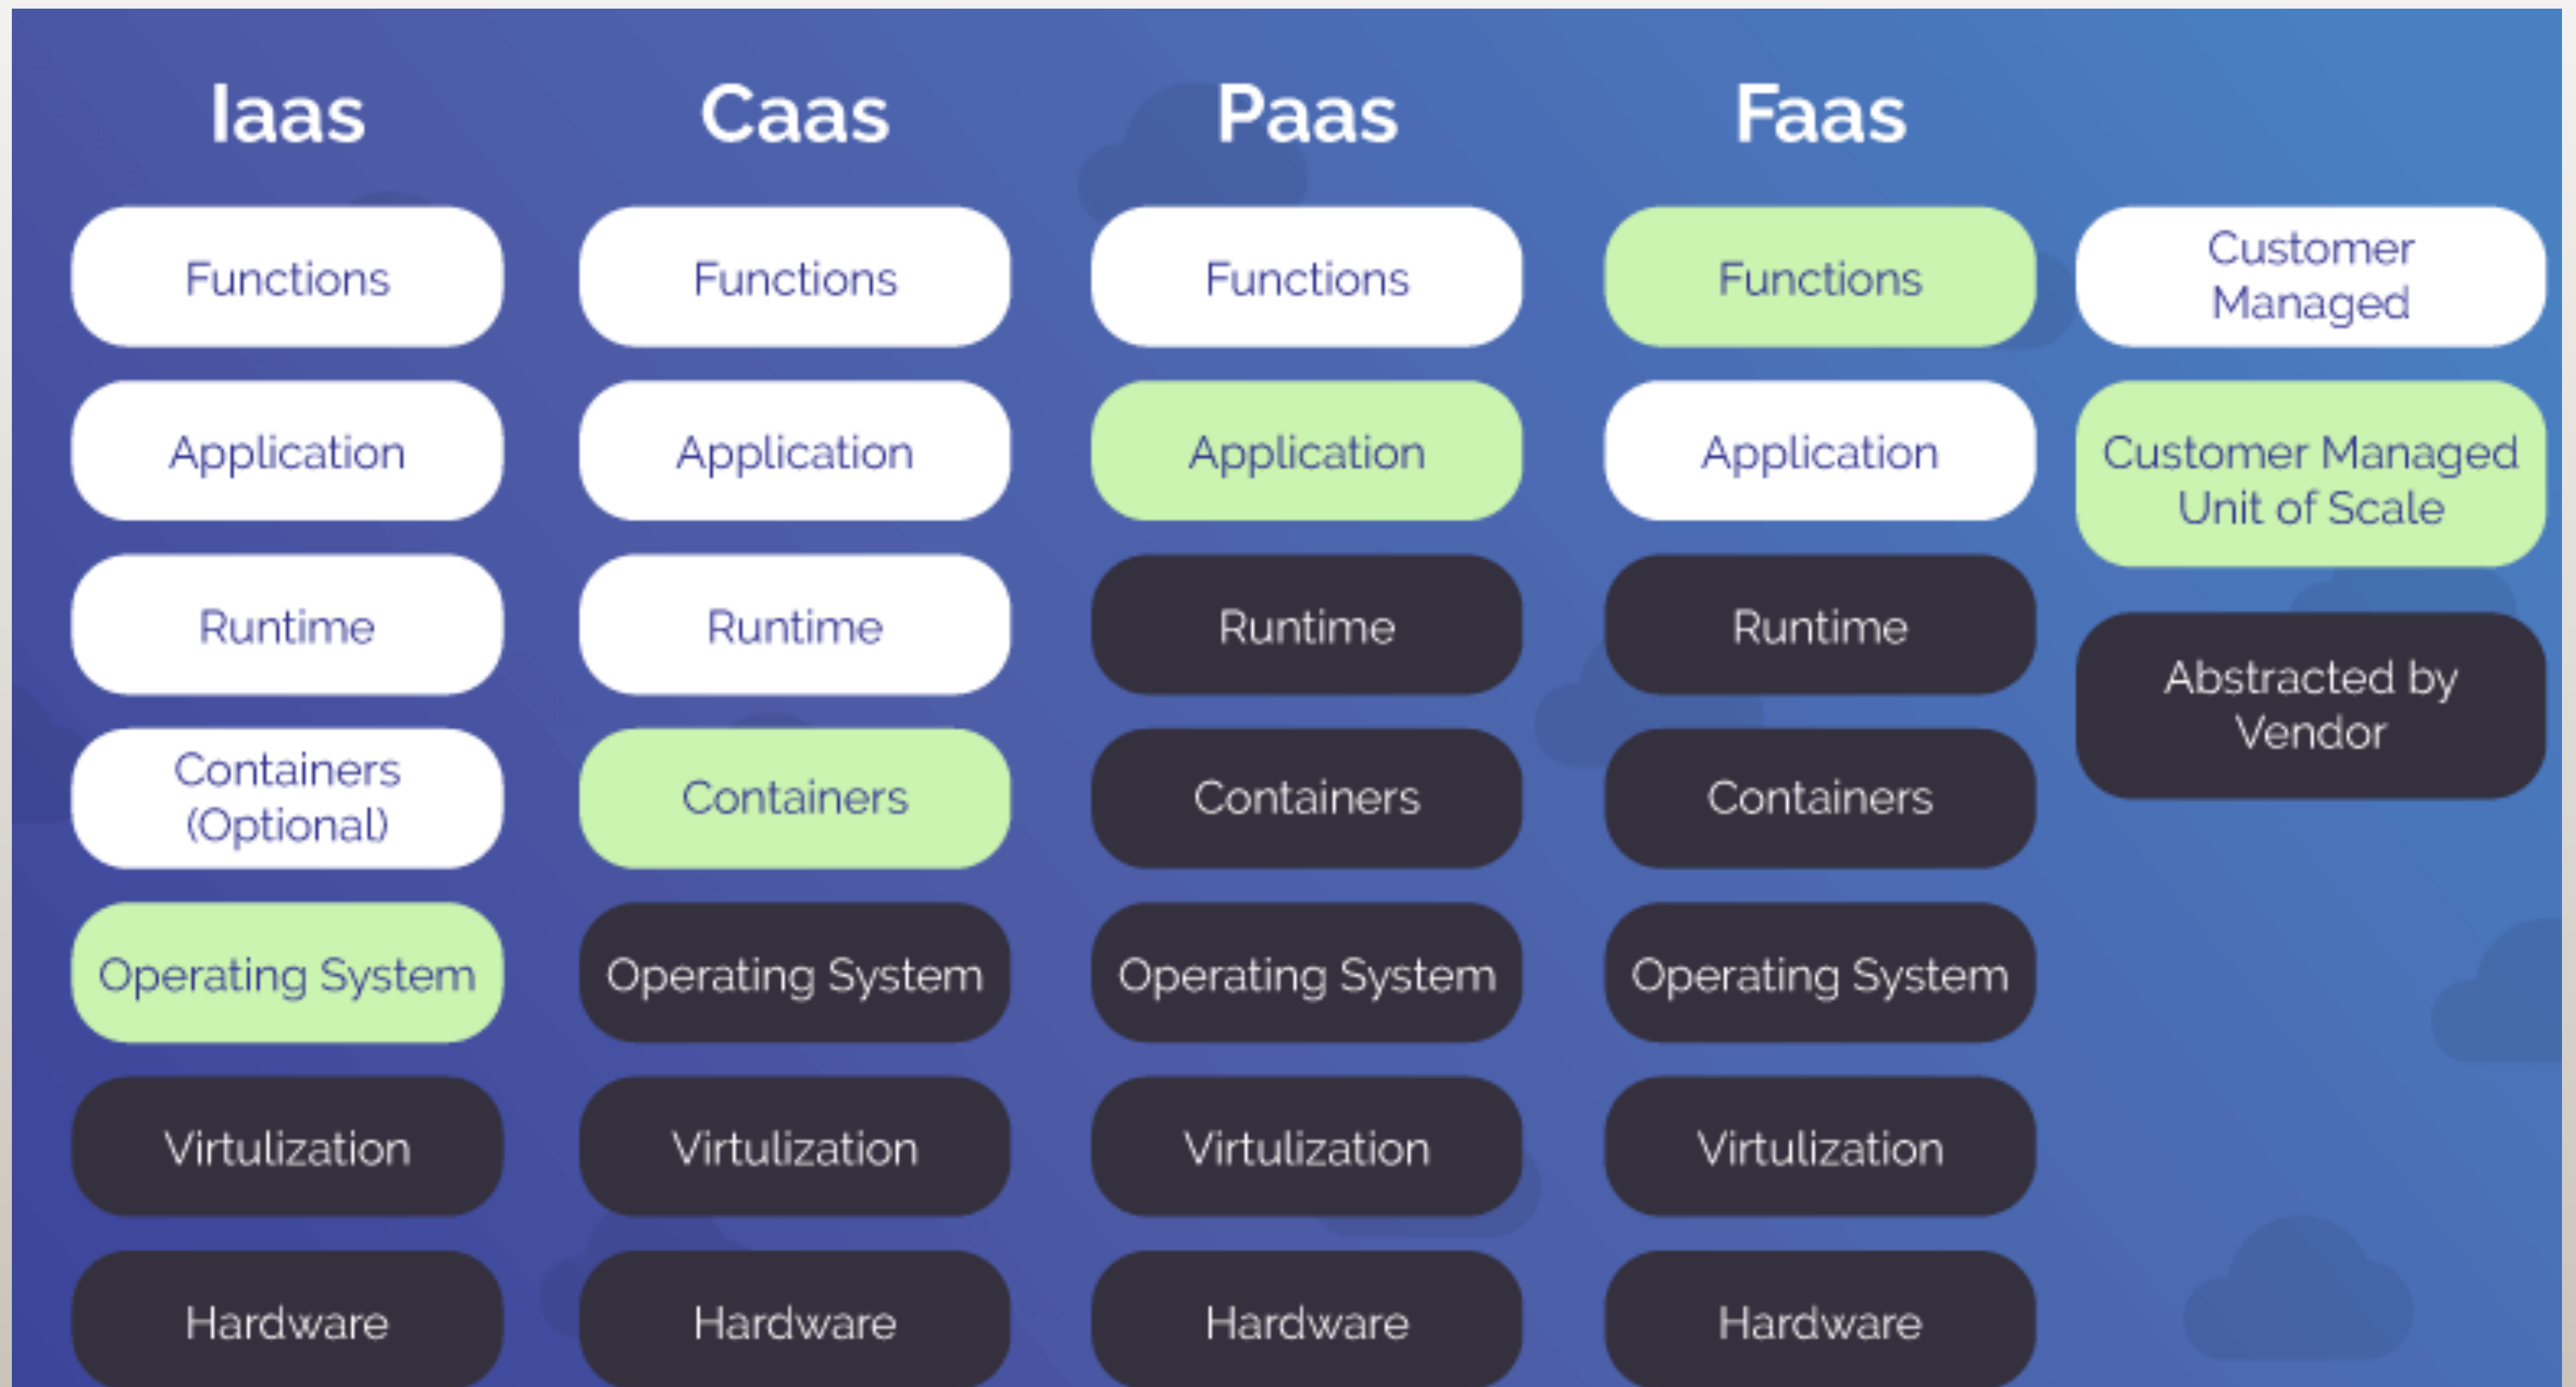 Iaas
Caas
Paas
Faas
Functions
Functions
Functions
Functions
Customer
Managed
Application
Application
Application
Application
Customer Managed
Unit of Scale
Runtime
Runtime
Runtime
Runtime
Abstracted by
Vendor
Containers
(Optional)
Containers
Containers
Containers
Operating System
Operating System
Operating System
Operating System
Virtulization
Virtulization
Virtulization
Virtulization
Hardware
Hardware
Hardware
Hardware